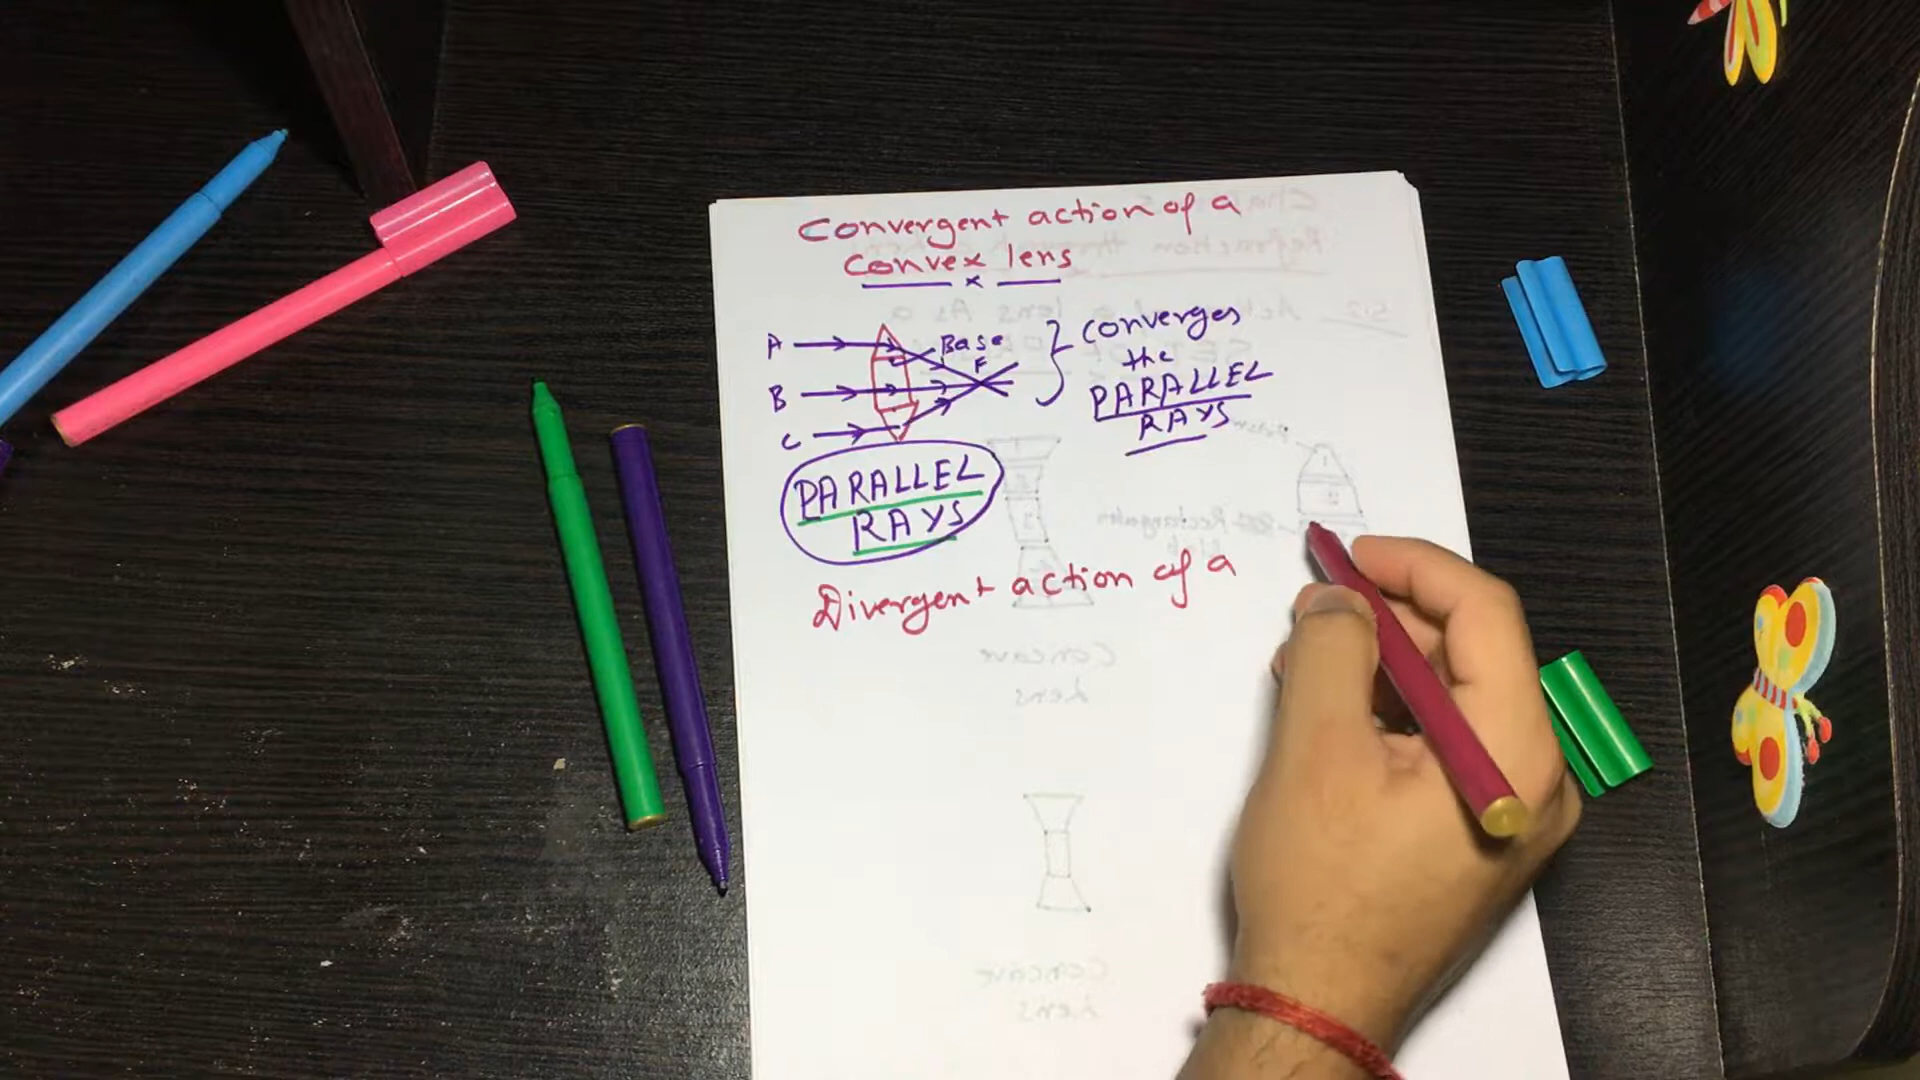 Convergent action of a
Convex lens
A
Base
F
B
C
converges
the
PARALLEL
RAYS
PARALLEL
RAYS
Divergent action of a